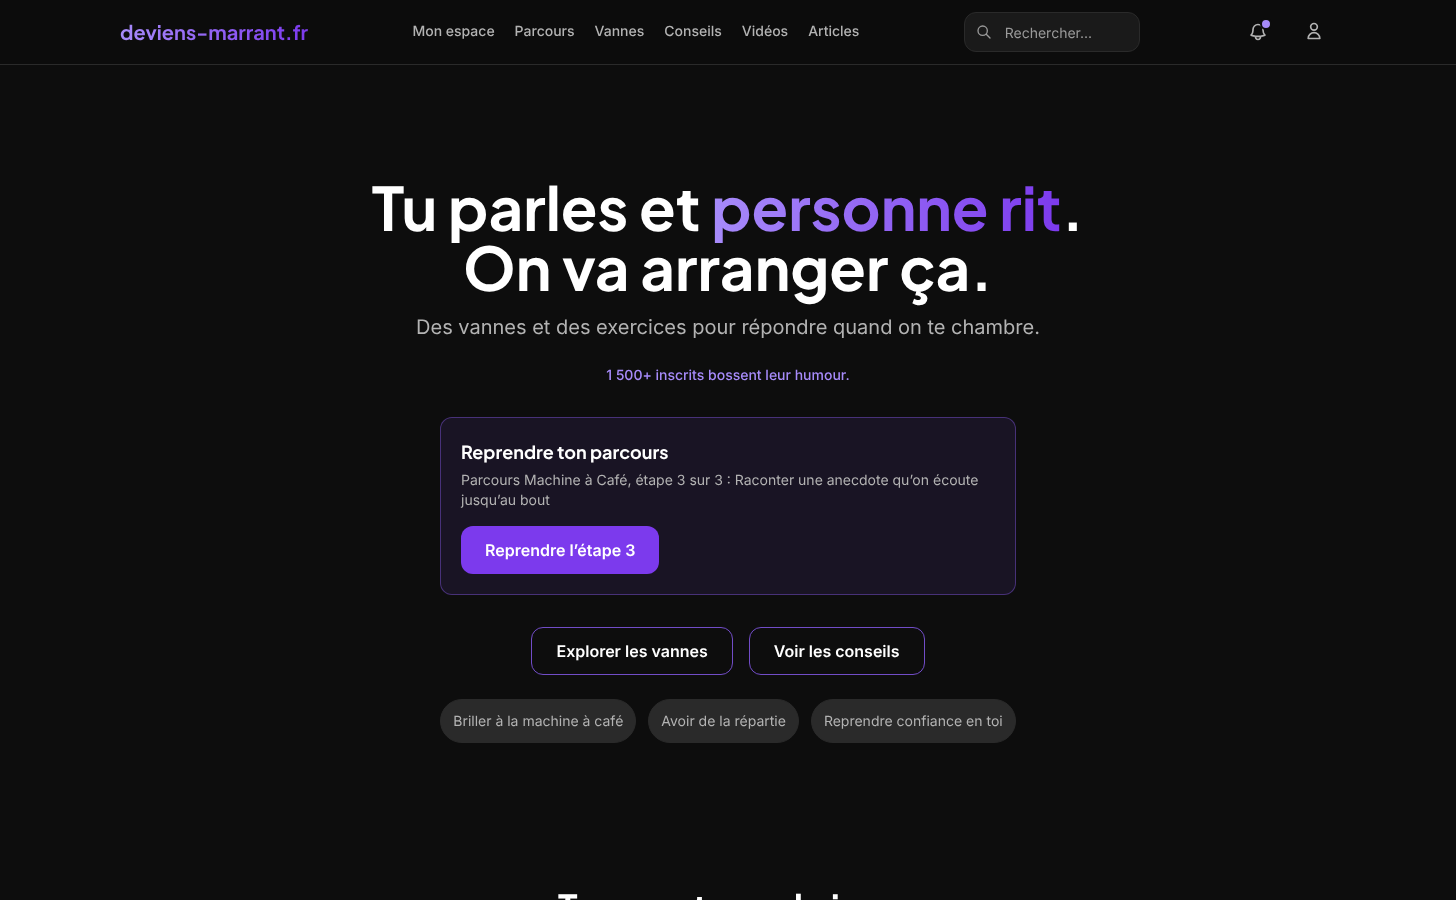 deviens-marrant.fr
Mon espace
Parcours
Vannes
Conseils
Vidéos
Articles
Rechercher...
Tu parles et personne rit.
On va arranger ça.
Des vannes et des exercices pour répondre quand on te chambre.
1 500+ inscrits bossent leur humour.
Reprendre ton parcours
Parcours Machine à Café, étape 3 sur 3 : Raconter une anecdote qu’on écoute
jusqu’au bout
Reprendre l’étape 3
Explorer les vannes
Voir les conseils
Briller à la machine à café
Avoir de la répartie
Reprendre confiance en toi